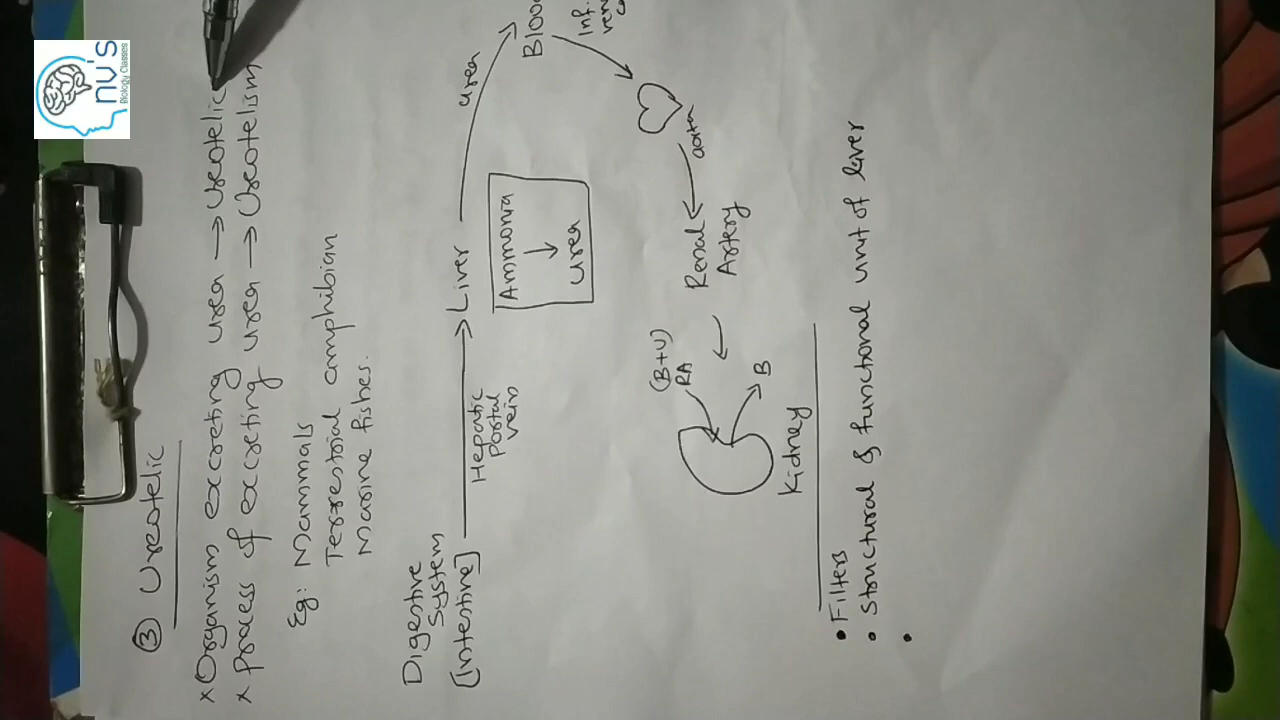 ③ Ureotelic
x Organism excreting urea → Ureotelic
x process of excreting urea → Ureotelism
Eg: Mammals
Terrestrial amphibian
Marine fishes.
Digestive
System
[Intestine]
Hepatic
portal
vein
Liver
Ammonia
↓
urea
urea
Inf.
aorta
Renal
Artery
(B+U)
RA
B
Kidney
• Filters
• Structural & functional unit of liver
•
nv's
Biology Classes